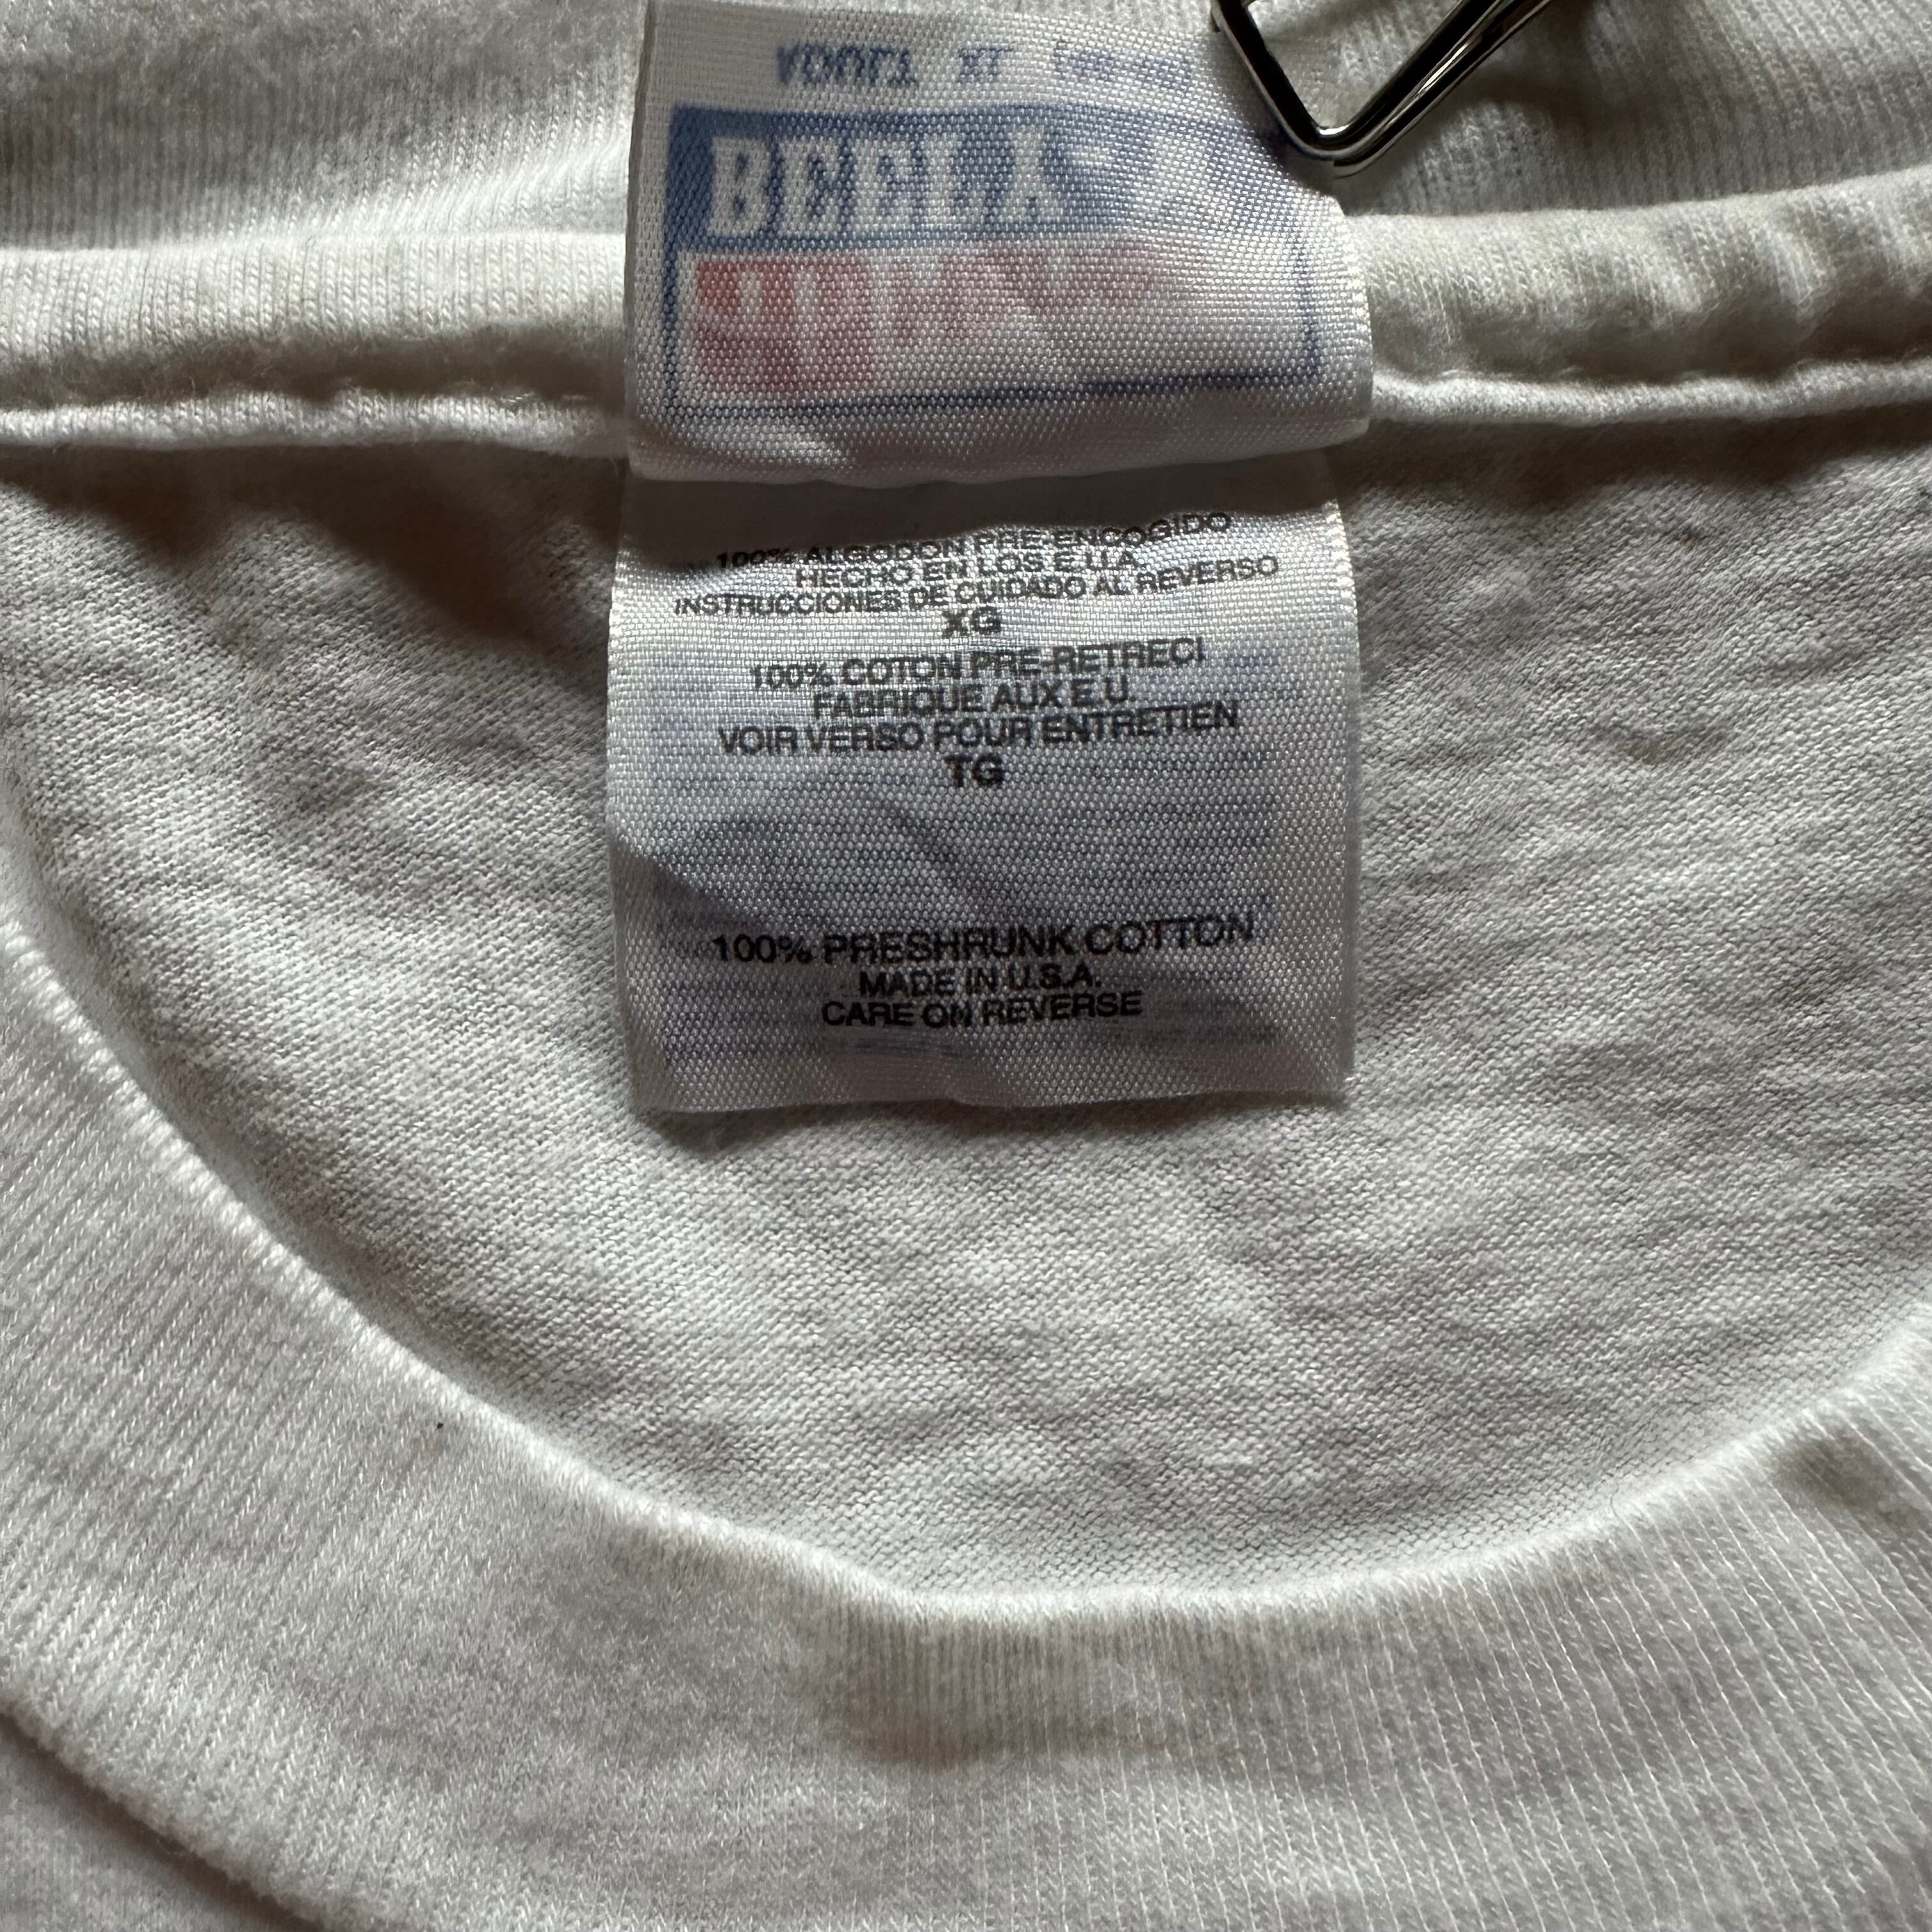 100% ALGODON PRE ENCOGIDO
HECHO EN LOS E.U.A.
INSTRUCCIONES DE CUIDADO AL REVERSO
XG
100% COTON PRE-RETRECI
FABRIQUE AUX E.U.
VOIR VERSO POUR ENTRETIEN
TG
100% PRESHRUNK COTTON
MADE IN U.S.A.
CARE ON REVERSE